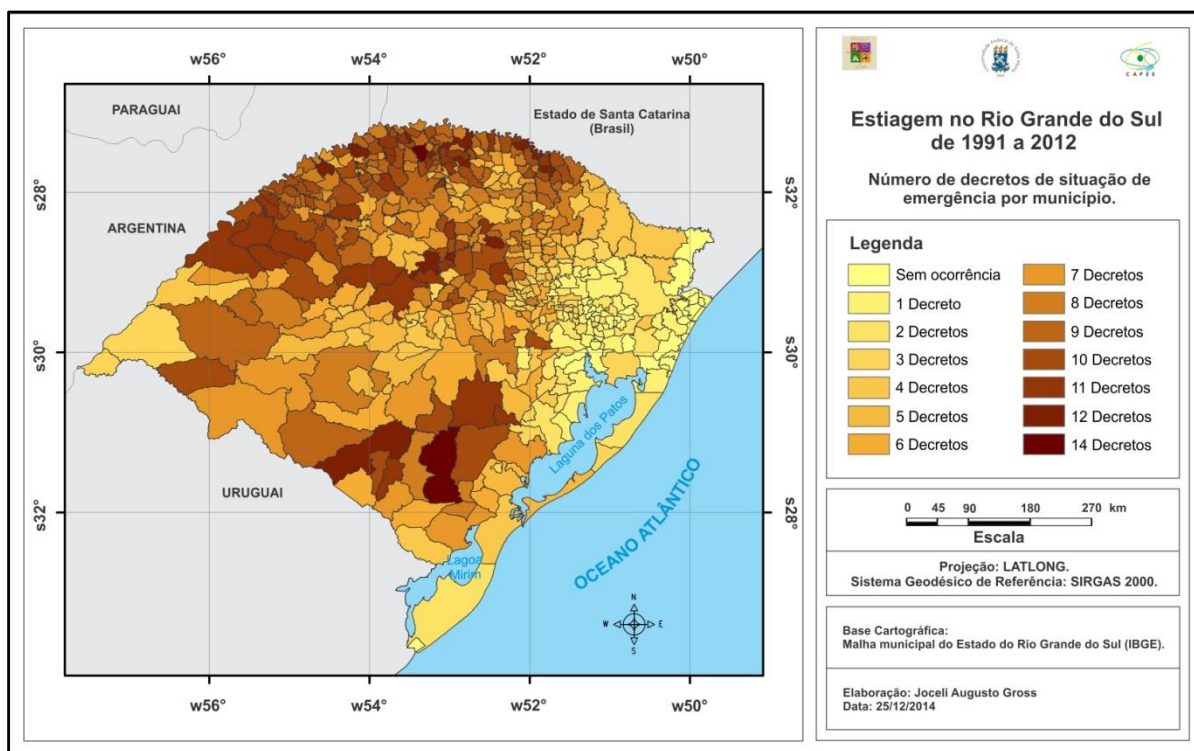 w56°
w54°
w52°
w50°
PARAGUAI
Estado de Santa Catarina
(Brasil)
s28°
s32°
ARGENTINA
s30°
s30°
Laguna dos Patos
URUGUAI
s32°
s28°
OCEANO ATLÂNTICO
Lagoa
Mirim
N
W
E
S
w56°
w54°
w52°
w50°
CAPES
Estiagem no Rio Grande do Sul
de 1991 a 2012
Número de decretos de situação de
emergência por município.
Legenda
Sem ocorrência
1 Decreto
2 Decretos
3 Decretos
4 Decretos
5 Decretos
6 Decretos
7 Decretos
8 Decretos
9 Decretos
10 Decretos
11 Decretos
12 Decretos
14 Decretos
0 45 90 180 270 km
Escala
Projeção: LATLONG.
Sistema Geodésico de Referência: SIRGAS 2000.
Base Cartográfica:
Malha municipal do Estado do Rio Grande do Sul (IBGE).
Elaboração: Joceli Augusto Gross
Data: 25/12/2014